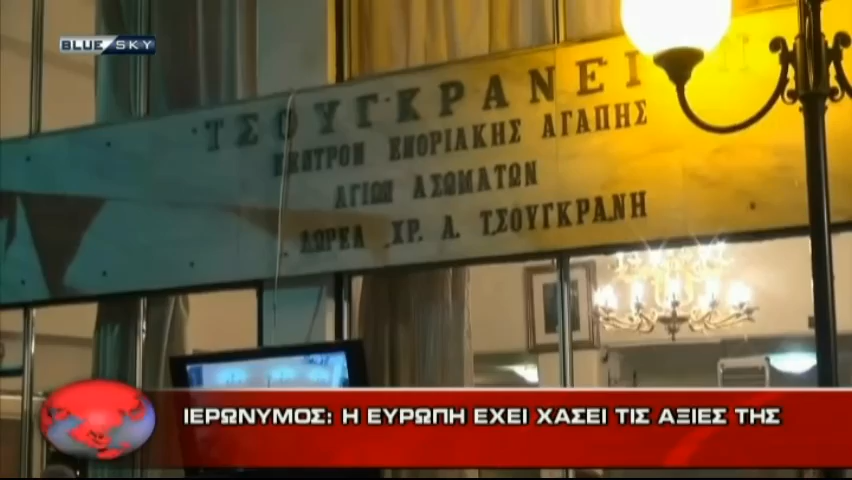 BLUE SKY
ΤΣΟΥΓΚΡΑΝΕΙ
ΚΕΝΤΡΟΝ ΕΝΟΡΙΑΚΗΣ ΑΓΑΠΗΣ
ΑΓΙΩΝ ΑΣΩΜΑΤΩΝ
ΔΩΡΕΑ ΧΡ. Α. ΤΣΟΥΓΚΡΑΝΗ
ΙΕΡΩΝΥΜΟΣ: Η ΕΥΡΩΠΗ ΕΧΕΙ ΧΑΣΕΙ ΤΙΣ ΑΞΙΕΣ ΤΗΣ